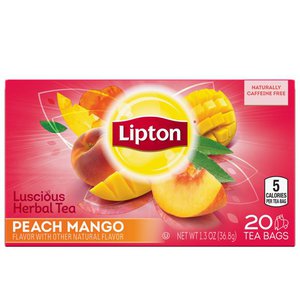 NATURALLY
CAFFEINE FREE
Lipton
Luscious
Herbal Tea
5
CALORIES
PER TEA BAG
PEACH MANGO
FLAVOR WITH OTHER NATURAL FLAVOR
NET WT 1.3 OZ (36.8g)
20
TEA BAGS